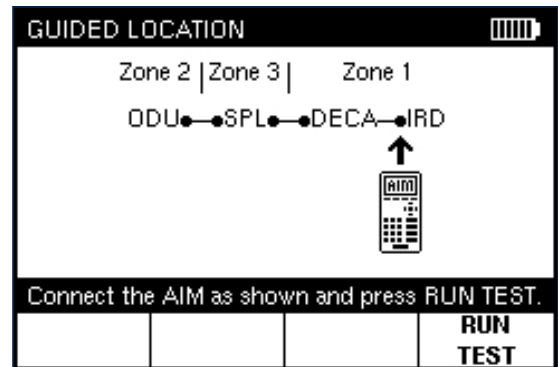 GUIDED LOCATION
Zone 2 | Zone 3 | Zone 1
ODU SPL DECA IRD
AIM
Connect the AIM as shown and press RUN TEST.
RUN
TEST